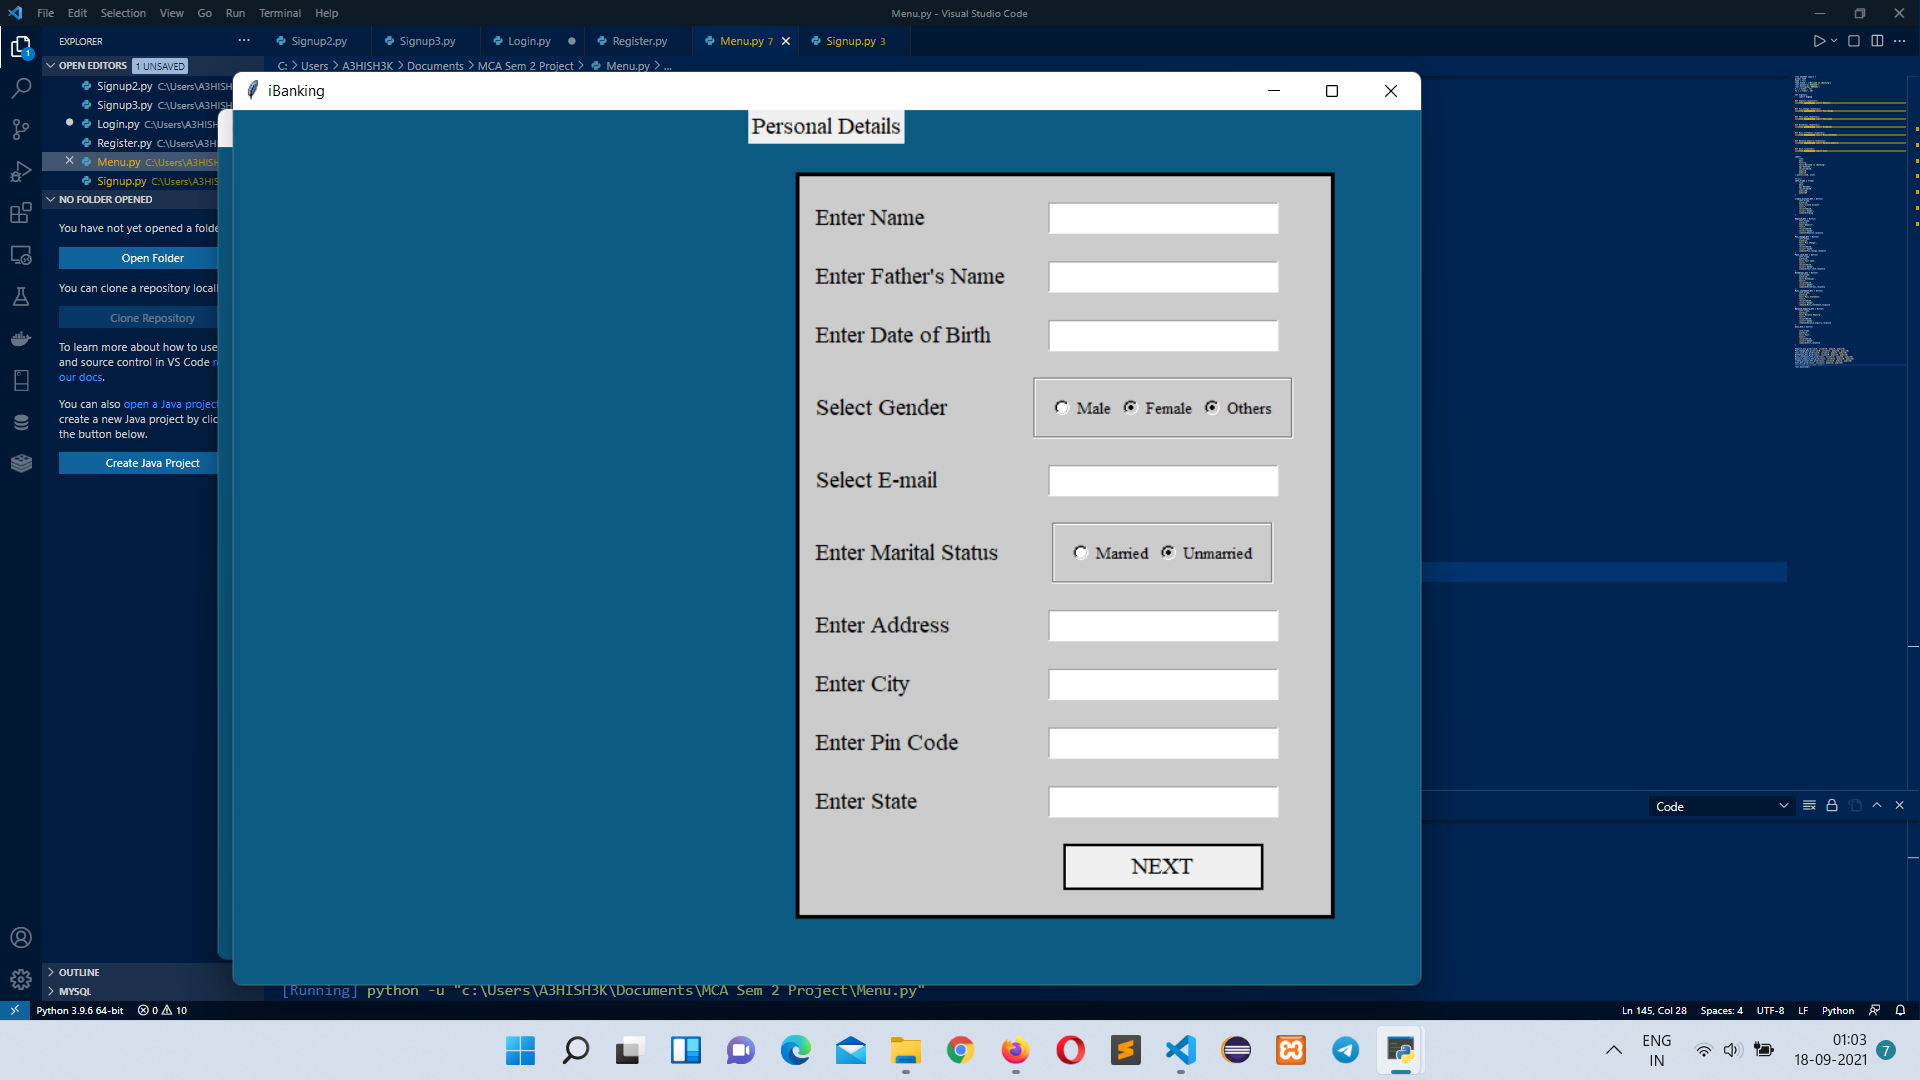 File Edit Selection View Go Run Terminal Help
Menu.py - Visual Studio Code
EXPLORER
Signup2.py
Signup3.py
Login.py
Register.py
Menu.py 7
Signup.py 3
OPEN EDITORS 1 UNSAVED
C: > Users > A3HISH3K > Documents > MCA Sem 2 Project > Menu.py > ...
Signup2.py C:\Users\A3HISH
Signup3.py C:\Users\A3HISH
Login.py C:\Users\A3HISH
Register.py C:\Users\A3H
Menu.py C:\Users\A3HISH
Signup.py C:\Users\A3HIS
NO FOLDER OPENED
You have not yet opened a folde
Open Folder
You can clone a repository locall
Clone Repository
To learn more about how to use
and source control in VS Code
our docs.
You can also open a Java project
create a new Java project by clic
the button below.
Create Java Project
OUTLINE
MYSQL
iBanking
Personal Details
Enter Name
Enter Father's Name
Enter Date of Birth
Select Gender
Male Female Others
Select E-mail
Enter Marital Status
Married Unmarried
Enter Address
Enter City
Enter Pin Code
Enter State
NEXT
Code
[Running] python -u "c:\Users\A3HISH3K\Documents\MCA Sem 2 Project\Menu.py"
Python 3.9.6 64-bit 0 10
Ln 145, Col 28 Spaces: 4 UTF-8 LF Python
ENG
IN
01:03
18-09-2021
7
1